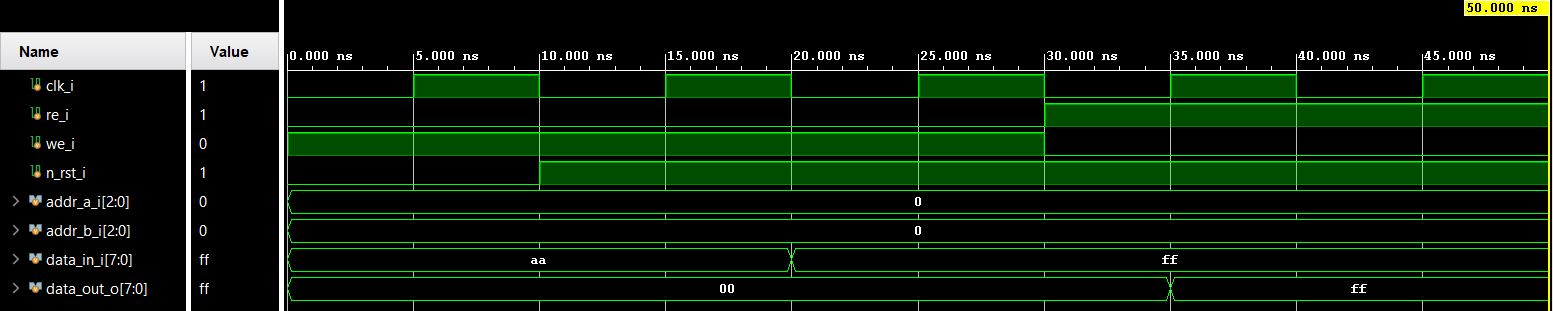 50.000 ns
Name Value
0.000 ns 5.000 ns 10.000 ns 15.000 ns 20.000 ns 25.000 ns 30.000 ns 35.000 ns 40.000 ns 45.000 ns
clk_i 1
re_i 1
we_i 0
n_rst_i 1
addr_a_i[2:0] 0 0
addr_b_i[2:0] 0 0
data_in_i[7:0] ff aa ff
data_out_o[7:0] ff 00 ff